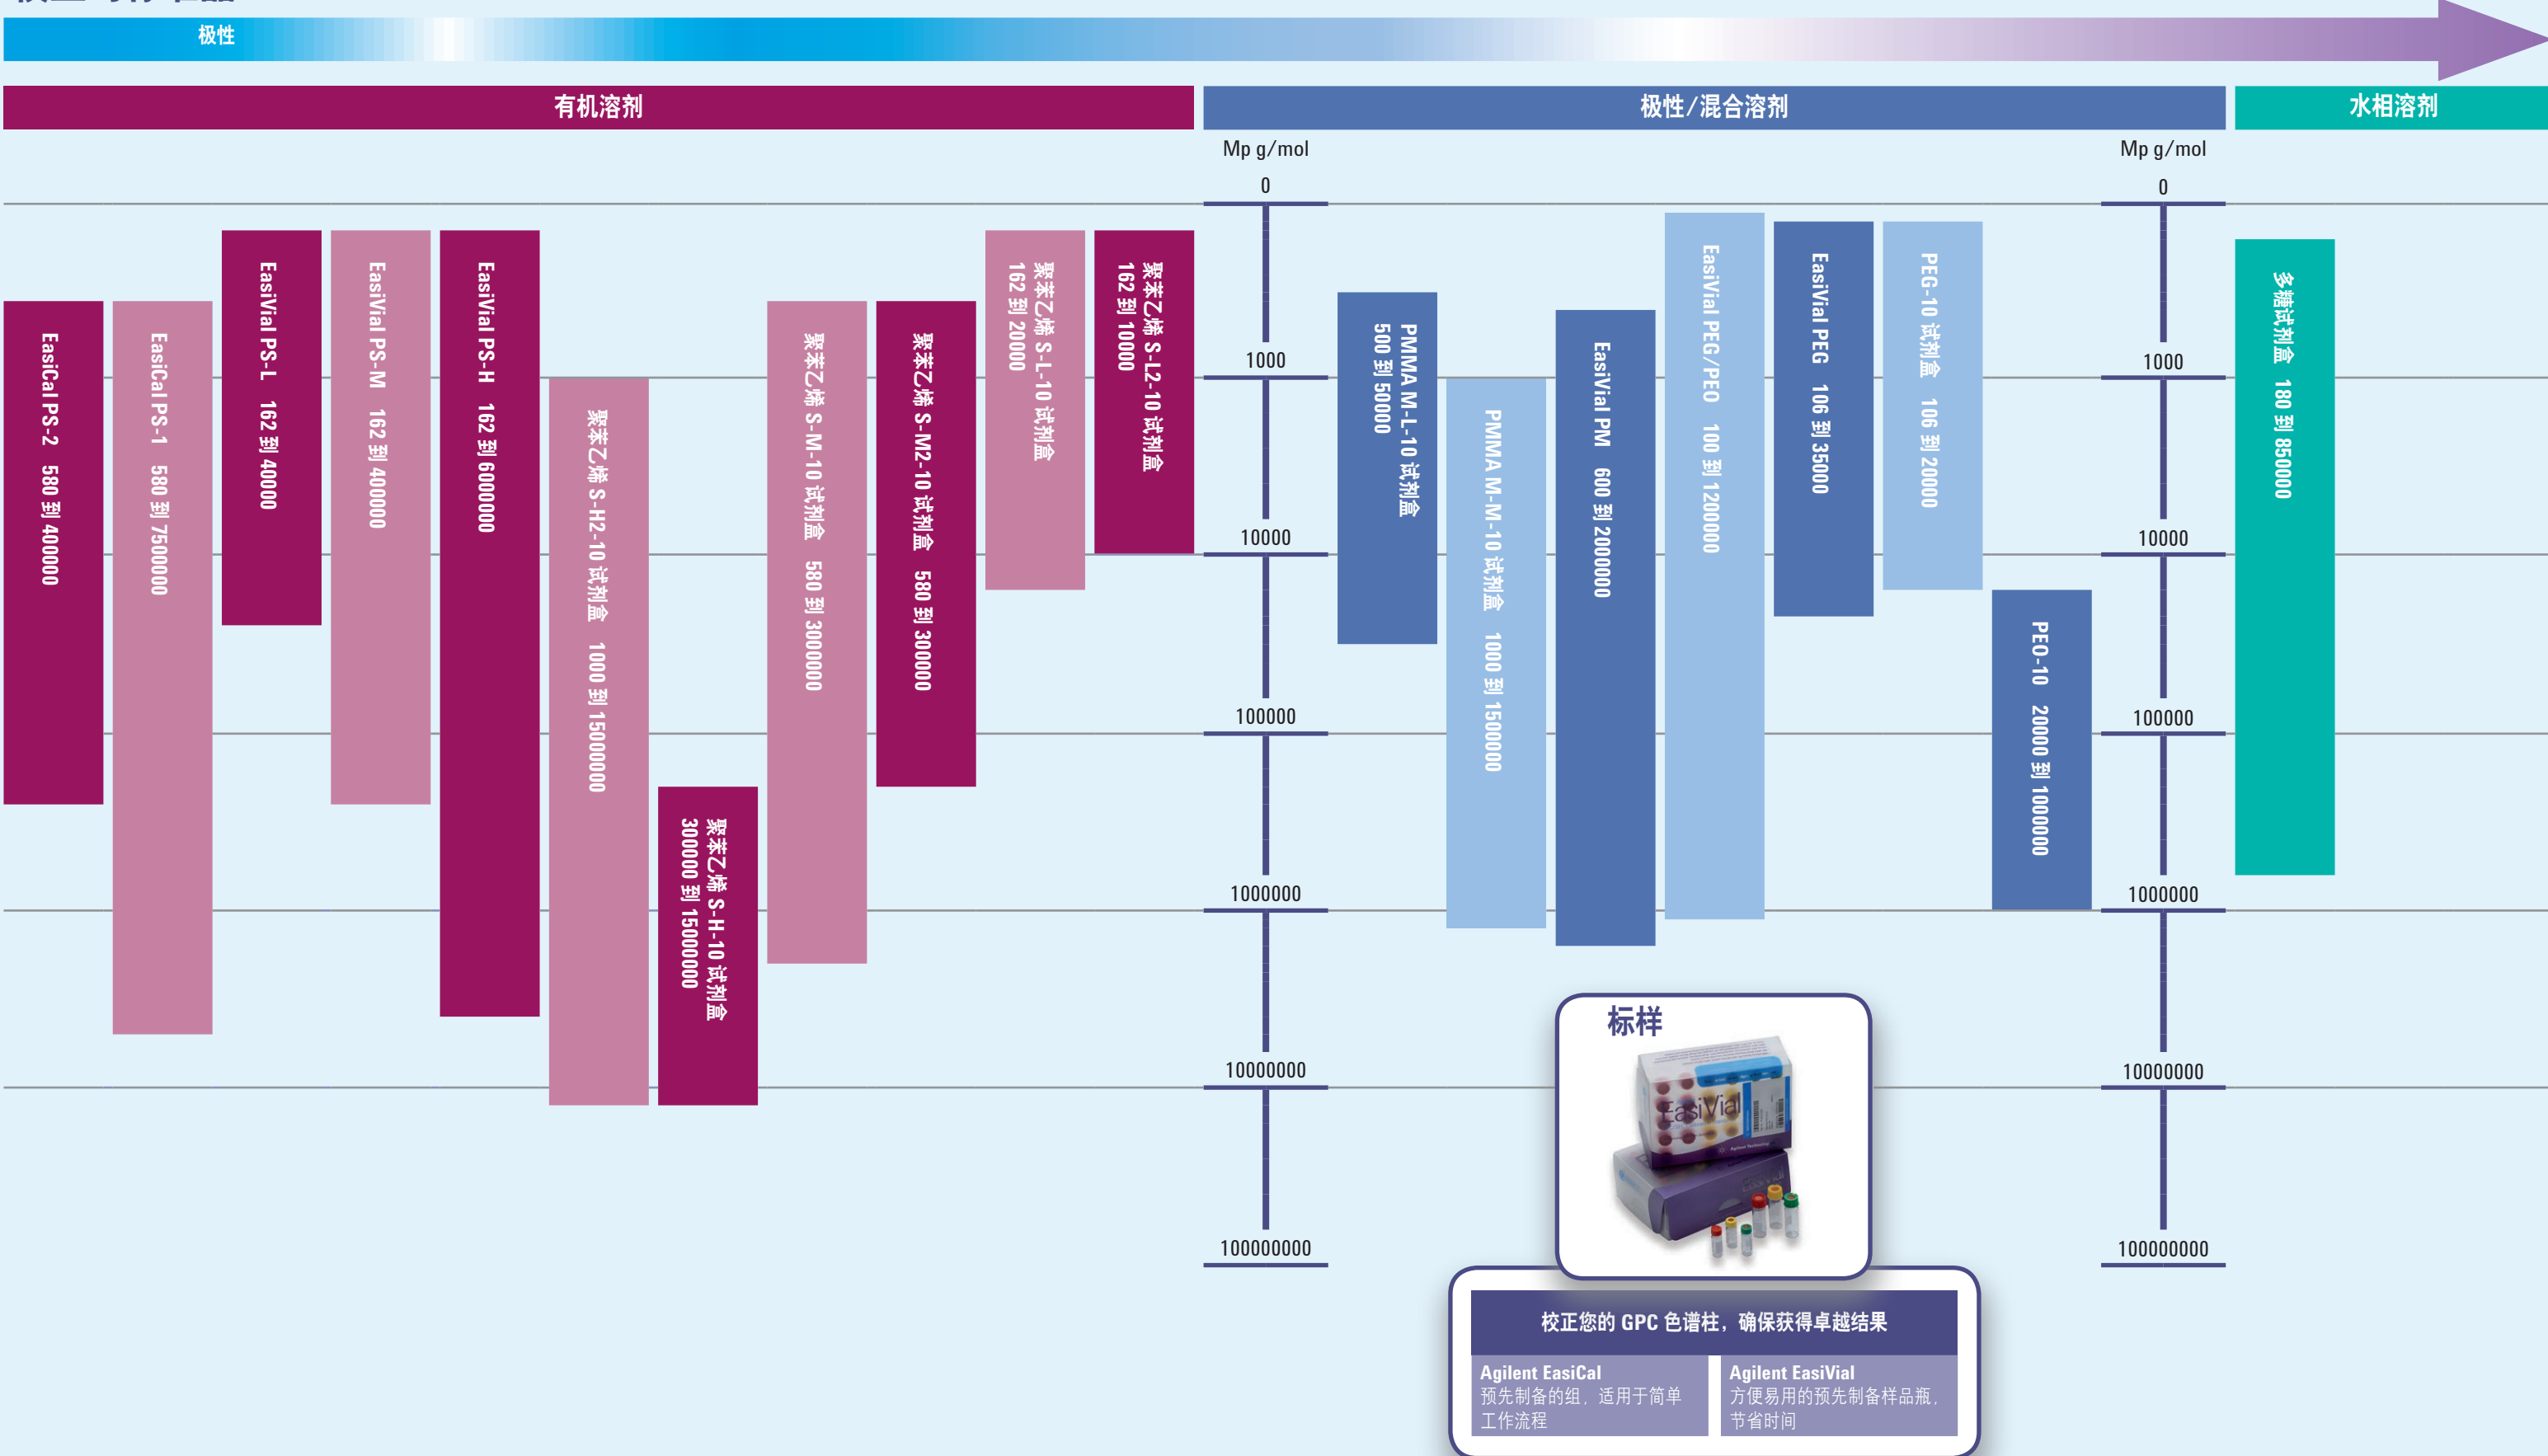 极性
有机溶剂
极性/混合溶剂
水相溶剂
Mp g/mol
Mp g/mol
0
0
1000
1000
10000
10000
100000
100000
1000000
1000000
10000000
10000000
100000000
100000000
EasiCal PS-2 580 到 400000
EasiCal PS-1 580 到 7500000
EasiVial PS-L 162 到 40000
EasiVial PS-M 162 到 400000
EasiVial PS-H 162 到 6000000
聚苯乙烯 S-H2-10 试剂盒 1000 到 15000000
聚苯乙烯 S-H-10 试剂盒
300000 到 15000000
聚苯乙烯 S-M-10 试剂盒 580 到 3000000
聚苯乙烯 S-M2-10 试剂盒 580 到 300000
聚苯乙烯 S-L-10 试剂盒
162 到 20000
聚苯乙烯 S-L2-10 试剂盒
162 到 10000
PMMA M-L-10 试剂盒
500 到 50000
PMMA M-M-10 试剂盒 1000 到 1500000
EasiVial PM 600 到 2000000
EasiVial PEG/PEO 100 到 1200000
EasiVial PEG 106 到 35000
PEG-10 试剂盒 106 到 20000
PEO-10 20000 到 1000000
多糖试剂盒 180 到 850000
标样
EasiVial
Agilent Technologies
校正您的 GPC 色谱柱，确保获得卓越结果
Agilent EasiCal
预先制备的组，适用于简单
工作流程
Agilent EasiVial
方便易用的预先制备样品瓶，
节省时间